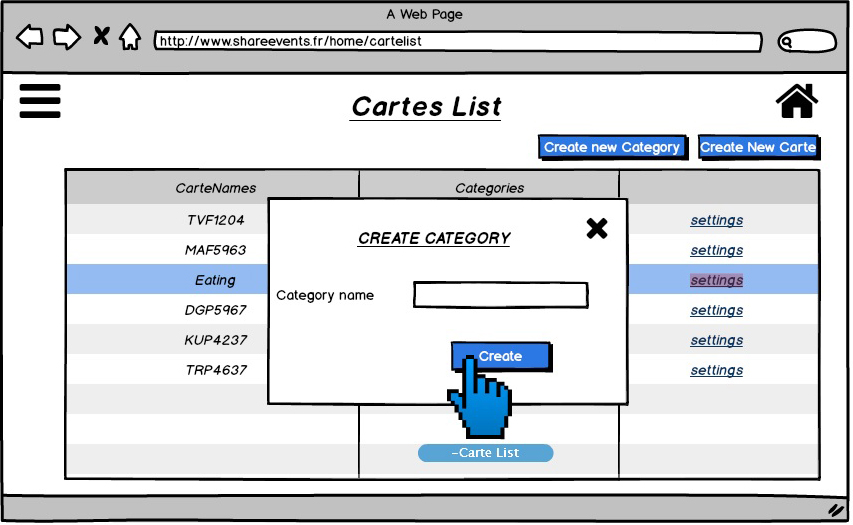 A Web Page
http://www.shareevents.fr/home/cartelist
Cartes List
Create new Category
Create New Carte
CarteNames
Categories
TVF1204
settings
CREATE CATEGORY
MAF5963
settings
Eating
settings
Category name
DGP5967
settings
KUP4237
settings
Create
TRP4637
settings
-Carte List